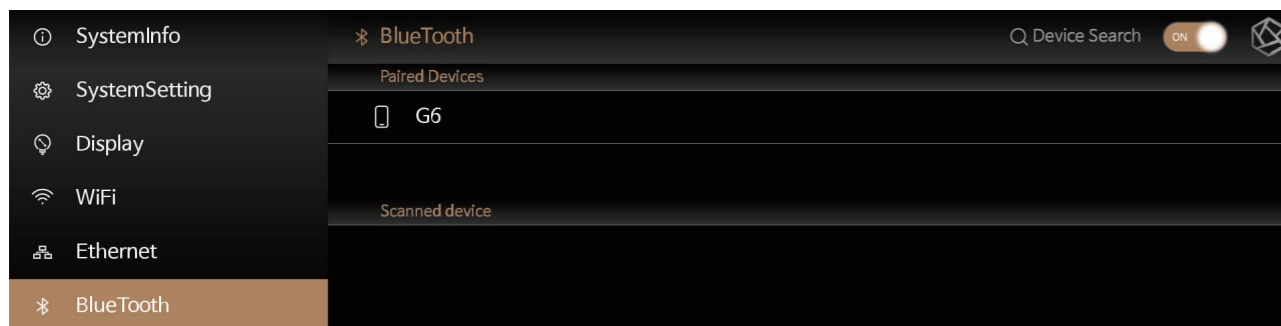 SystemInfo
SystemSetting
Display
WiFi
Ethernet
BlueTooth
BlueTooth
Device Search
ON
Paired Devices
G6
Scanned device